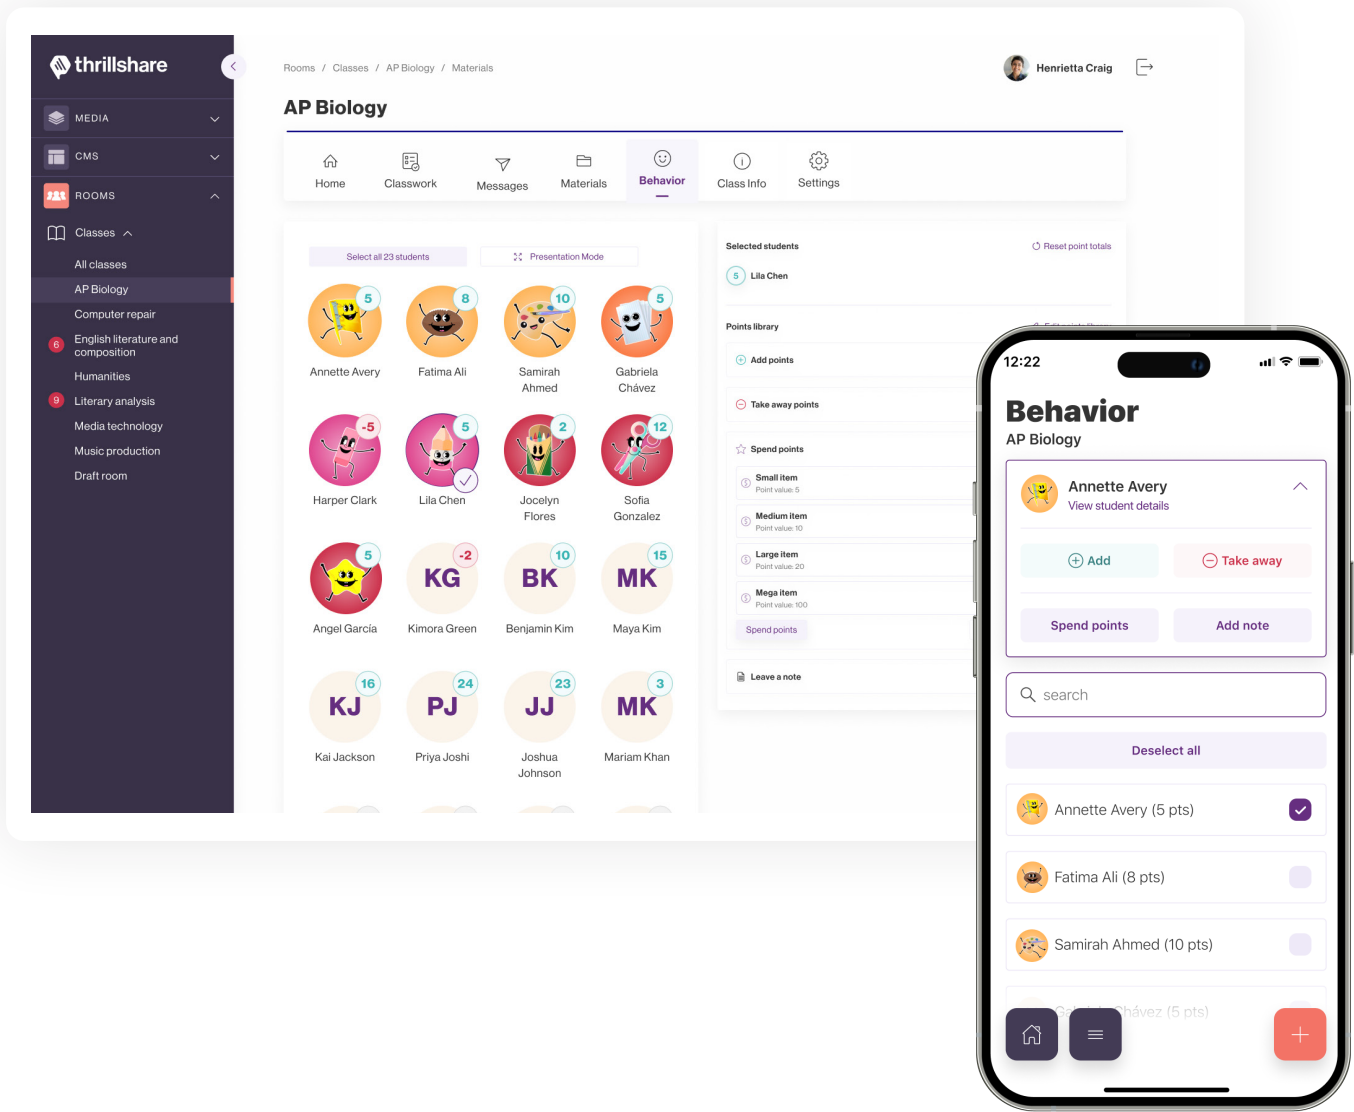 thrillshare
MEDIA
CMS
ROOMS
Classes
All classes
AP Biology
Computer repair
6
English literature and
composition
Humanities
9
Literary analysis
Media technology
Music production
Draft room
Rooms / Classes / AP Biology / Materials
Henrietta Craig
AP Biology
Home
Classwork
Messages
Materials
Behavior
Class Info
Settings
Select all 23 students
Presentation Mode
5
8
10
5
Annette Avery
Fatima Ali
Samirah
Ahmed
Gabriela
Chávez
-5
5
2
12
Harper Clark
Lila Chen
Jocelyn
Flores
Sofia
Gonzalez
5
KG -2
BK 10
MK 15
Angel García
Kimora Green
Benjamin Kim
Maya Kim
KJ 16
PJ 24
JJ 23
MK 3
Kai Jackson
Priya Joshi
Joshua
Johnson
Mariam Khan
Selected students
Reset point totals
5 Lila Chen
Points library
Add points
Take away points
Spend points
Small item
Point value: 5
Medium item
Point value: 10
Large item
Point value: 20
Mega item
Point value: 100
Spend points
Leave a note
12:22
Behavior
AP Biology
Annette Avery
View student details
Add
Take away
Spend points
Add note
search
Deselect all
Annette Avery (5 pts)
Fatima Ali (8 pts)
Samirah Ahmed (10 pts)
Chávez (5 pts)